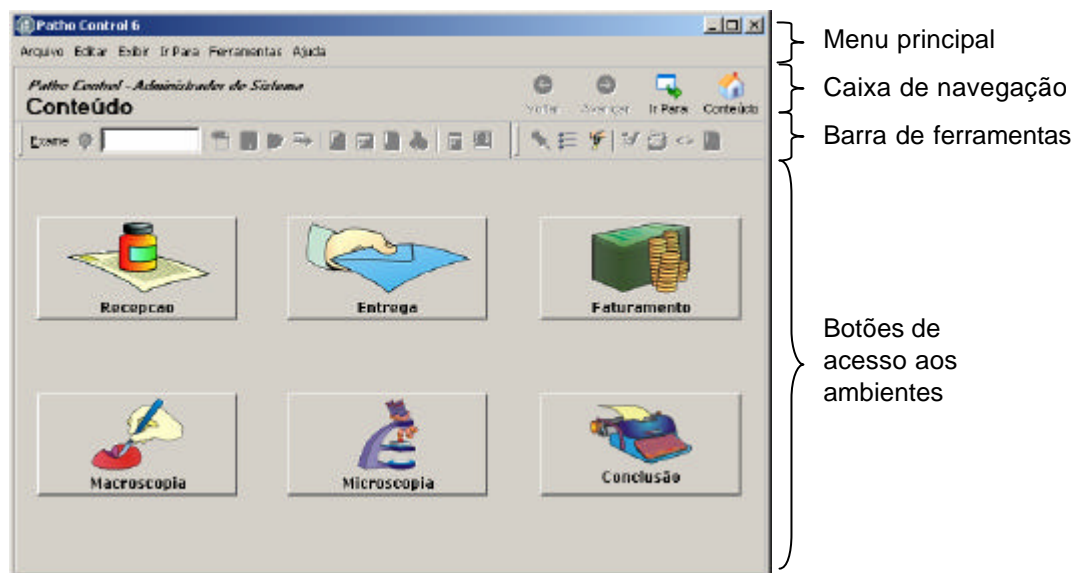 Patho Control 6
Arquivo Editar Exibir Ir Para Ferramentas Ajuda
Menu principal
Patho Control - Administrador do Sistema
Conteúdo
Voltar Avançar Ir Para Conteúdo
Caixa de navegação
Exame
Barra de ferramentas
Recepcao
Entrega
Faturamento
Botões de
acesso aos
ambientes
Macroscopia
Microscopia
Conclusão